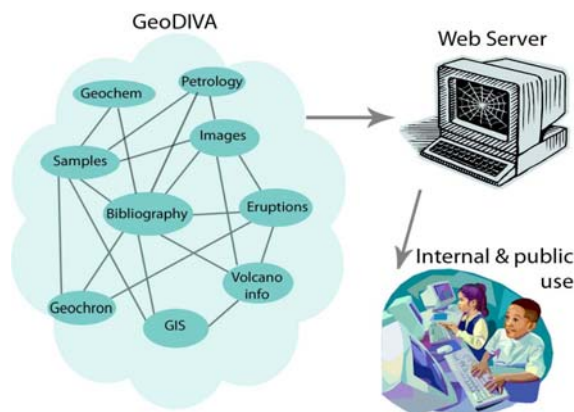 GeoDIVA
Petrology
Geochem
Images
Samples
Bibliography
Eruptions
Volcano
info
Geochron
GIS
Web Server
Internal & public
use